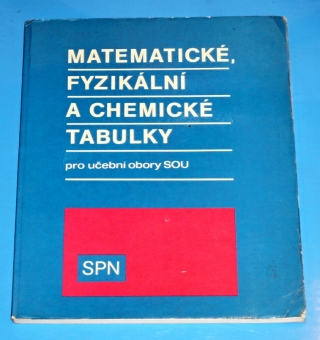 MATEMATICKÉ,
FYZIKÁLNÍ
A CHEMICKÉ
TABULKY
pro učební obory SOU
SPN